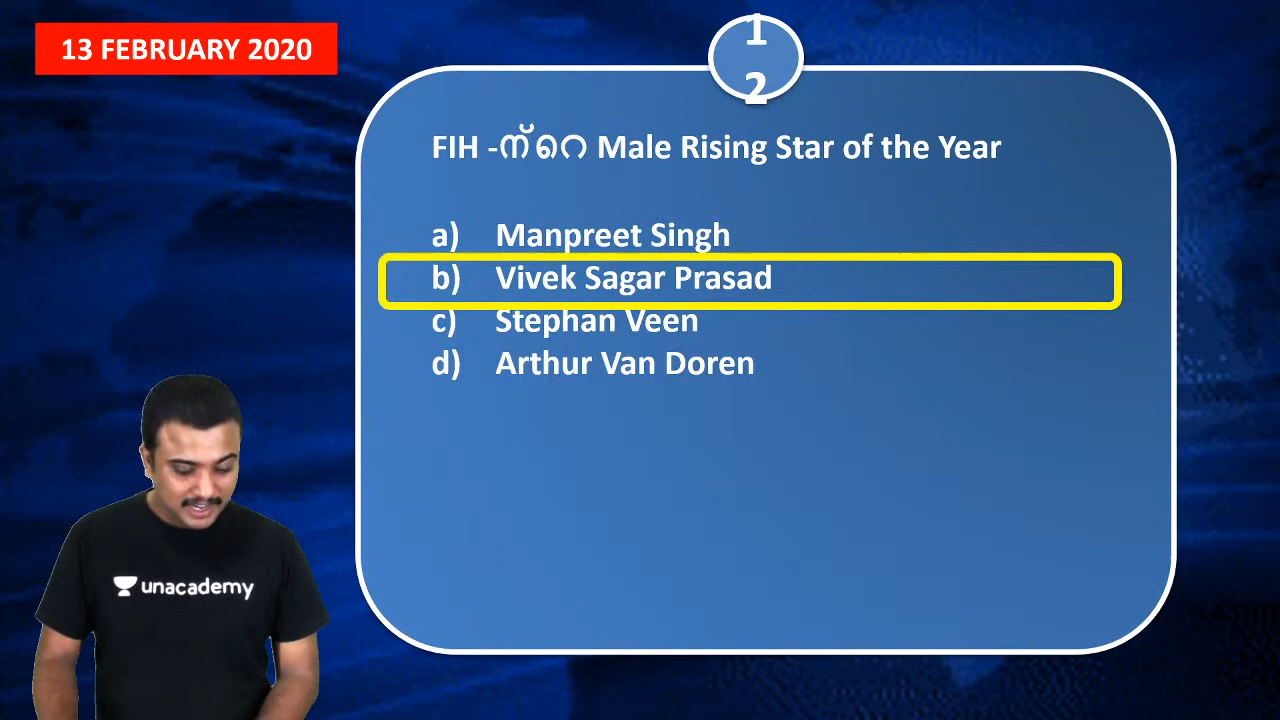 13 FEBRUARY 2020
1
2
FIH -ന്റെ Male Rising Star of the Year
a) Manpreet Singh
b) Vivek Sagar Prasad
c) Stephan Veen
d) Arthur Van Doren
unacademy